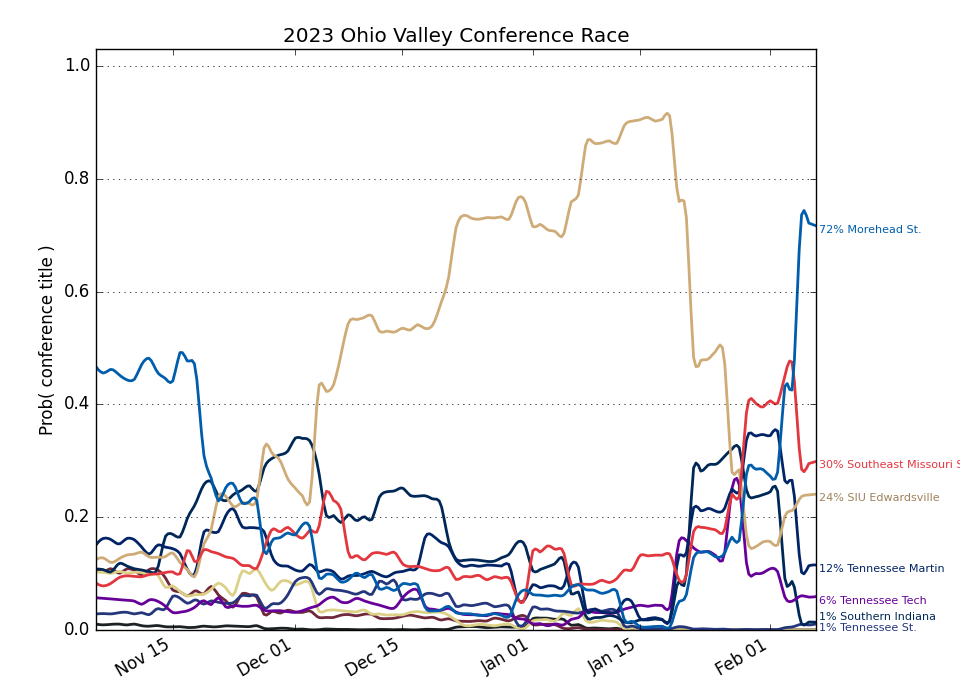 2023 Ohio Valley Conference Race
Prob( conference title )
1.0
0.8
0.6
0.4
0.2
0.0
72% Morehead St.
30% Southeast Missouri S
24% SIU Edwardsville
12% Tennessee Martin
6% Tennessee Tech
1% Southern Indiana
1% Tennessee St.
Nov 15
Dec 01
Dec 15
Jan 01
Jan 15
Feb 01